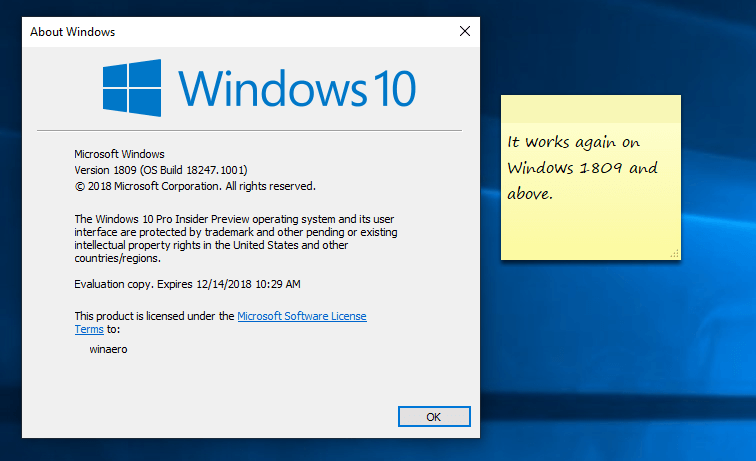 About Windows
Windows 10
Microsoft Windows
Version 1809 (OS Build 18247.1001)
© 2018 Microsoft Corporation. All rights reserved.
The Windows 10 Pro Insider Preview operating system and its user
interface are protected by trademark and other pending or existing
intellectual property rights in the United States and other
countries/regions.
Evaluation copy. Expires 12/14/2018 10:29 AM
This product is licensed under the Microsoft Software License
Terms to:
winaero
OK
It works again on
Windows 1809 and
above.